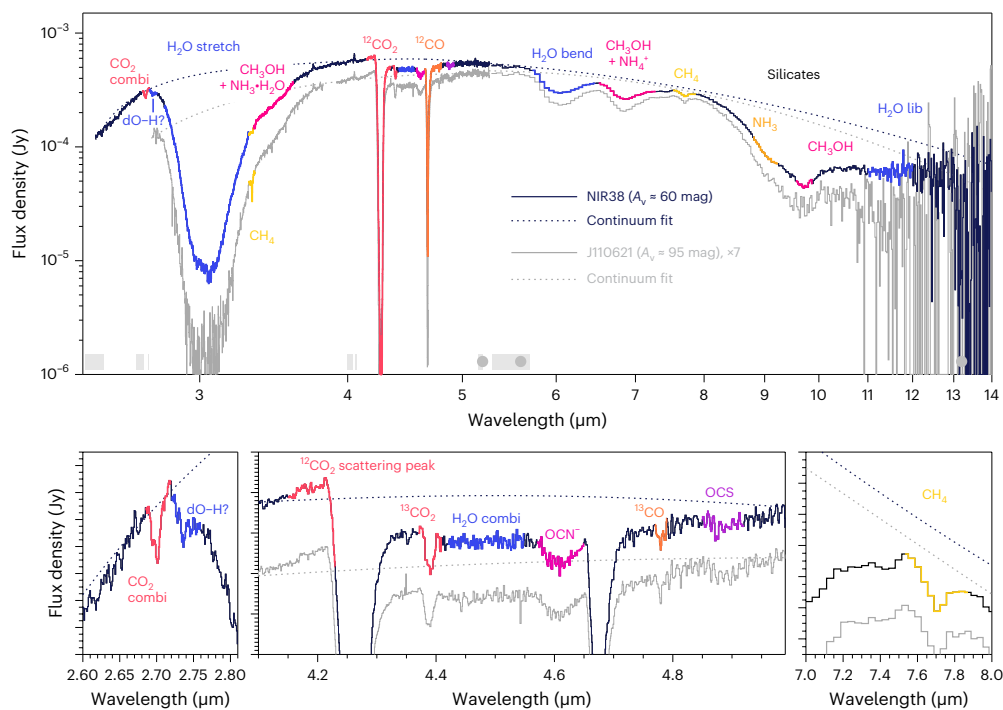 10⁻³
10⁻⁴
10⁻⁵
10⁻⁶
Flux density (Jy)
CO₂
combi
H₂O stretch
dO–H?
CH₃OH
+ NH₃•H₂O
CH₄
¹²CO₂
¹²CO
H₂O bend
CH₃OH
+ NH₄⁺
CH₄
Silicates
NH₃
CH₃OH
H₂O lib
NIR38 (Aᵥ ≈ 60 mag)
Continuum fit
J110621 (Aᵥ ≈ 95 mag), ×7
Continuum fit
3 4 5 6 7 8 9 10 11 12 13 14
Wavelength (µm)
Flux density (Jy)
dO–H?
CO₂
combi
2.60 2.65 2.70 2.75 2.80
Wavelength (µm)
¹²CO₂ scattering peak
¹³CO₂
H₂O combi
OCN⁻
¹³CO
OCS
4.2 4.4 4.6 4.8
Wavelength (µm)
CH₄
7.0 7.2 7.4 7.6 7.8 8.0
Wavelength (µm)